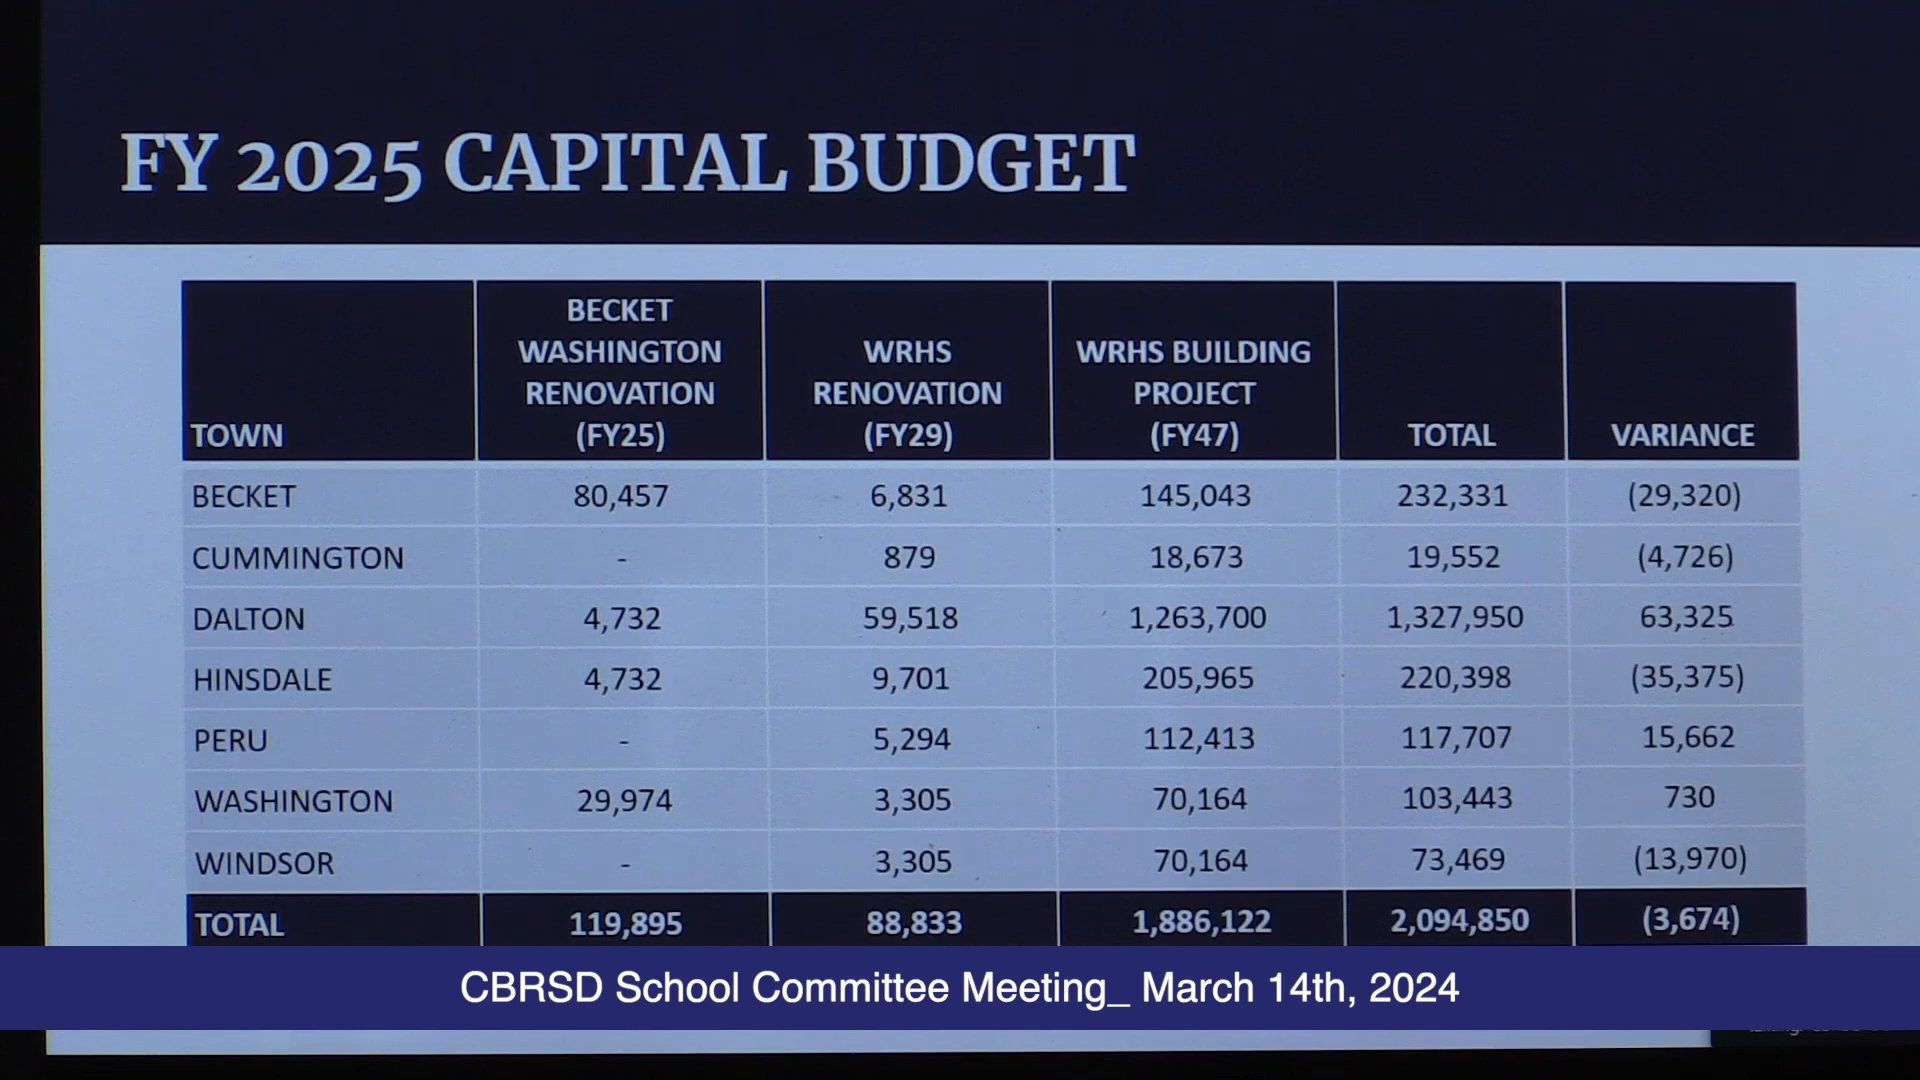 FY 2025 CAPITAL BUDGET
TOWN BECKET WASHINGTON RENOVATION (FY25) WRHS RENOVATION (FY29) WRHS BUILDING PROJECT (FY47) TOTAL VARIANCE
BECKET 80,457 6,831 145,043 232,331 (29,320)
CUMMINGTON - 879 18,673 19,552 (4,726)
DALTON 4,732 59,518 1,263,700 1,327,950 63,325
HINSDALE 4,732 9,701 205,965 220,398 (35,375)
PERU - 5,294 112,413 117,707 15,662
WASHINGTON 29,974 3,305 70,164 103,443 730
WINDSOR - 3,305 70,164 73,469 (13,970)
TOTAL 119,895 88,833 1,886,122 2,094,850 (3,674)
CBRSD School Committee Meeting_ March 14th, 2024